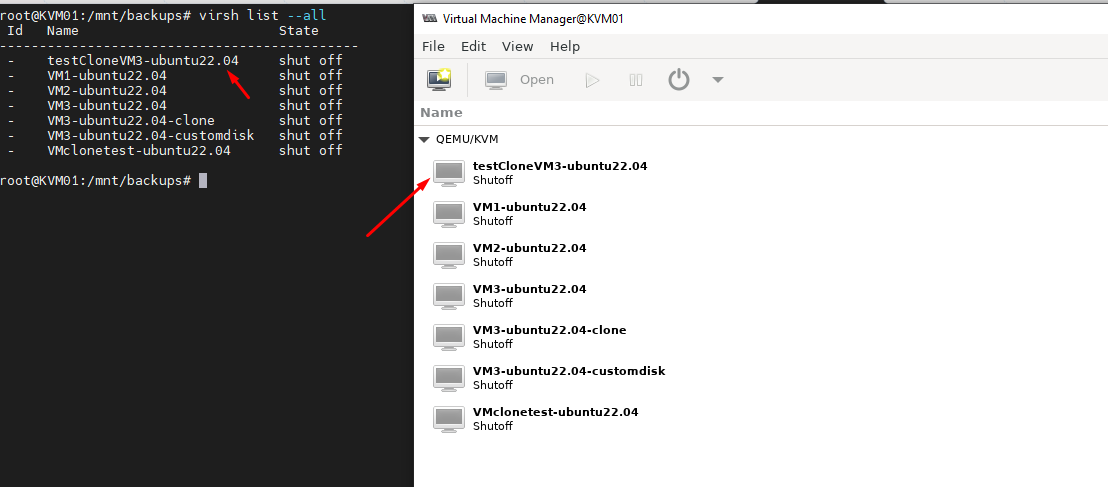 root@KVM01:/mnt/backups# virsh list --all
Id   Name                         State
------------------------------------------
-    testCloneVM3-ubuntu22.04     shut off
-    VM1-ubuntu22.04              shut off
-    VM2-ubuntu22.04              shut off
-    VM3-ubuntu22.04              shut off
-    VM3-ubuntu22.04-clone        shut off
-    VM3-ubuntu22.04-customdisk   shut off
-    VMclonetest-ubuntu22.04      shut off
root@KVM01:/mnt/backups#
Virtual Machine Manager@KVM01
File Edit View Help
Open
Name
QEMU/KVM
testCloneVM3-ubuntu22.04
Shutoff
VM1-ubuntu22.04
Shutoff
VM2-ubuntu22.04
Shutoff
VM3-ubuntu22.04
Shutoff
VM3-ubuntu22.04-clone
Shutoff
VM3-ubuntu22.04-customdisk
Shutoff
VMclonetest-ubuntu22.04
Shutoff